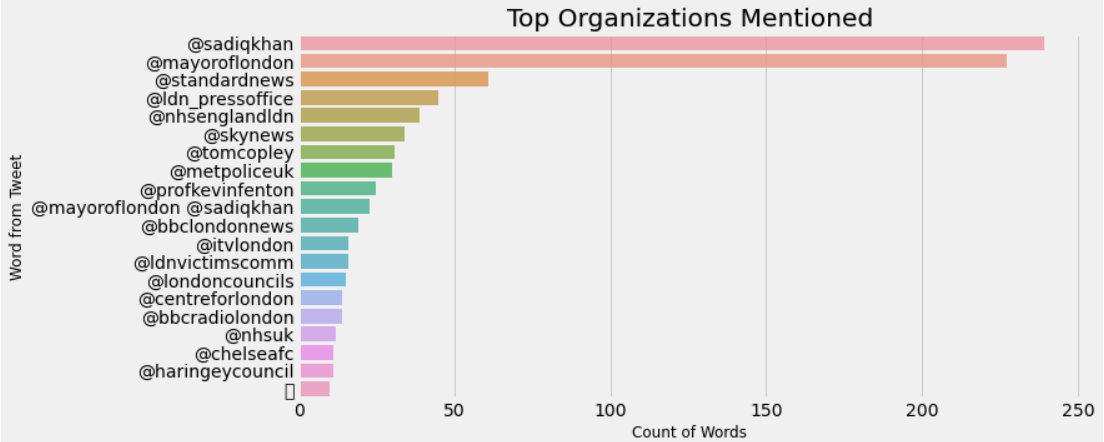 Top Organizations Mentioned
Word from Tweet
@sadiqkhan
@mayoroflondon
@standardnews
@ldn_pressoffice
@nhsenglandldn
@skynews
@tomcopley
@metpoliceuk
@profkevinfenton
@mayoroflondon @sadiqkhan
@bbclondonnews
@itvlondon
@ldnvictimscomm
@londoncouncils
@centreforlondon
@bbcradiolondon
@nhsuk
@chelseafc
@haringeycouncil
0 50 100 150 200 250
Count of Words